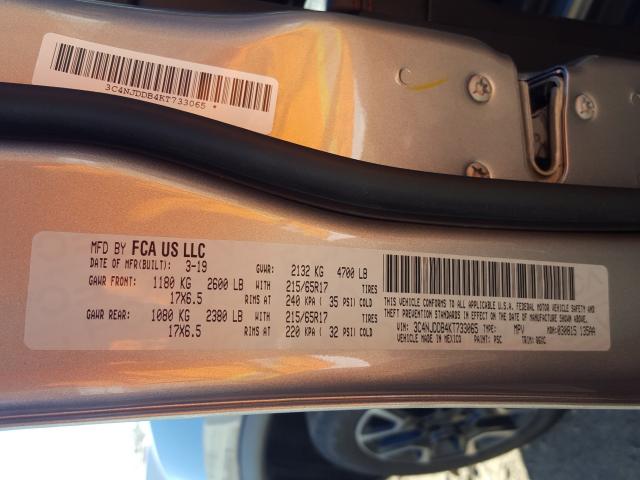 3C4NJDDB4KT733065 *
MFD BY FCA US LLC
DATE OF MFR(BUILT): 3-19 GVWR: 2132 KG 4700 LB
GAWR FRONT: 1180 KG 2600 LB 215/65R17 TIRES
17X6.5 RIMS AT 240 KPA ( 35 PSI) COLD
GAWR REAR: 1080 KG 2380 LB 215/65R17 TIRES
17X6.5 RIMS AT 220 KPA ( 32 PSI) COLD
THIS VEHICLE CONFORMS TO ALL APPLICABLE U.S.A. FEDERAL MOTOR VEHICLE SAFETY AND
THEFT PREVENTION STANDARDS IN EFFECT ON THE DATE OF MANUFACTURE SHOWN ABOVE.
VIN: 3C4NJDDB4KT733065 TYPE: MPV MDH: 030615 135AA
VEHICLE MADE IN MEXICO PAINT: PSC TRIM: